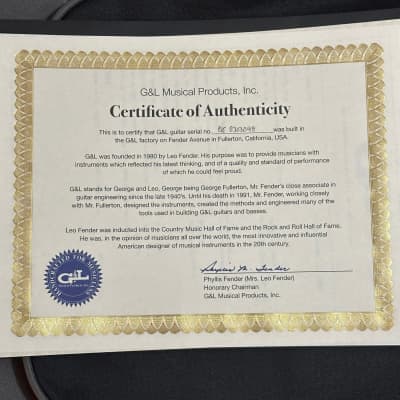 G&L Musical Products, Inc.
Certificate of Authenticity
This is to certify that G&L guitar serial no. was built in
the G&L factory on Fender Avenue in Fullerton, California, USA.
G&L was founded in 1980 by Leo Fender. His purpose was to provide musicians with
instruments which reflected his latest thinking, and of a quality and standard of performance
of which he could feel proud.
G&L stands for George and Leo, George being George Fullerton, Mr. Fender's close associate in
guitar engineering since the late 1940's. Until his death in 1991, Mr. Fender, working closely
with Mr. Fullerton, designed the instruments, created the methods and engineered many of the
tools used in building G&L guitars and basses.
Leo Fender was inducted into the Country Music Hall of Fame and the Rock and Roll Hall of Fame.
He was, in the opinion of musicians all over the world, the most innovative and influential
American designer of musical instruments in the 20th century.
Phyllis M. Fender
Phyllis Fender (Mrs. Leo Fender)
Honorary Chairman
G&L Musical Products, Inc.
G&L